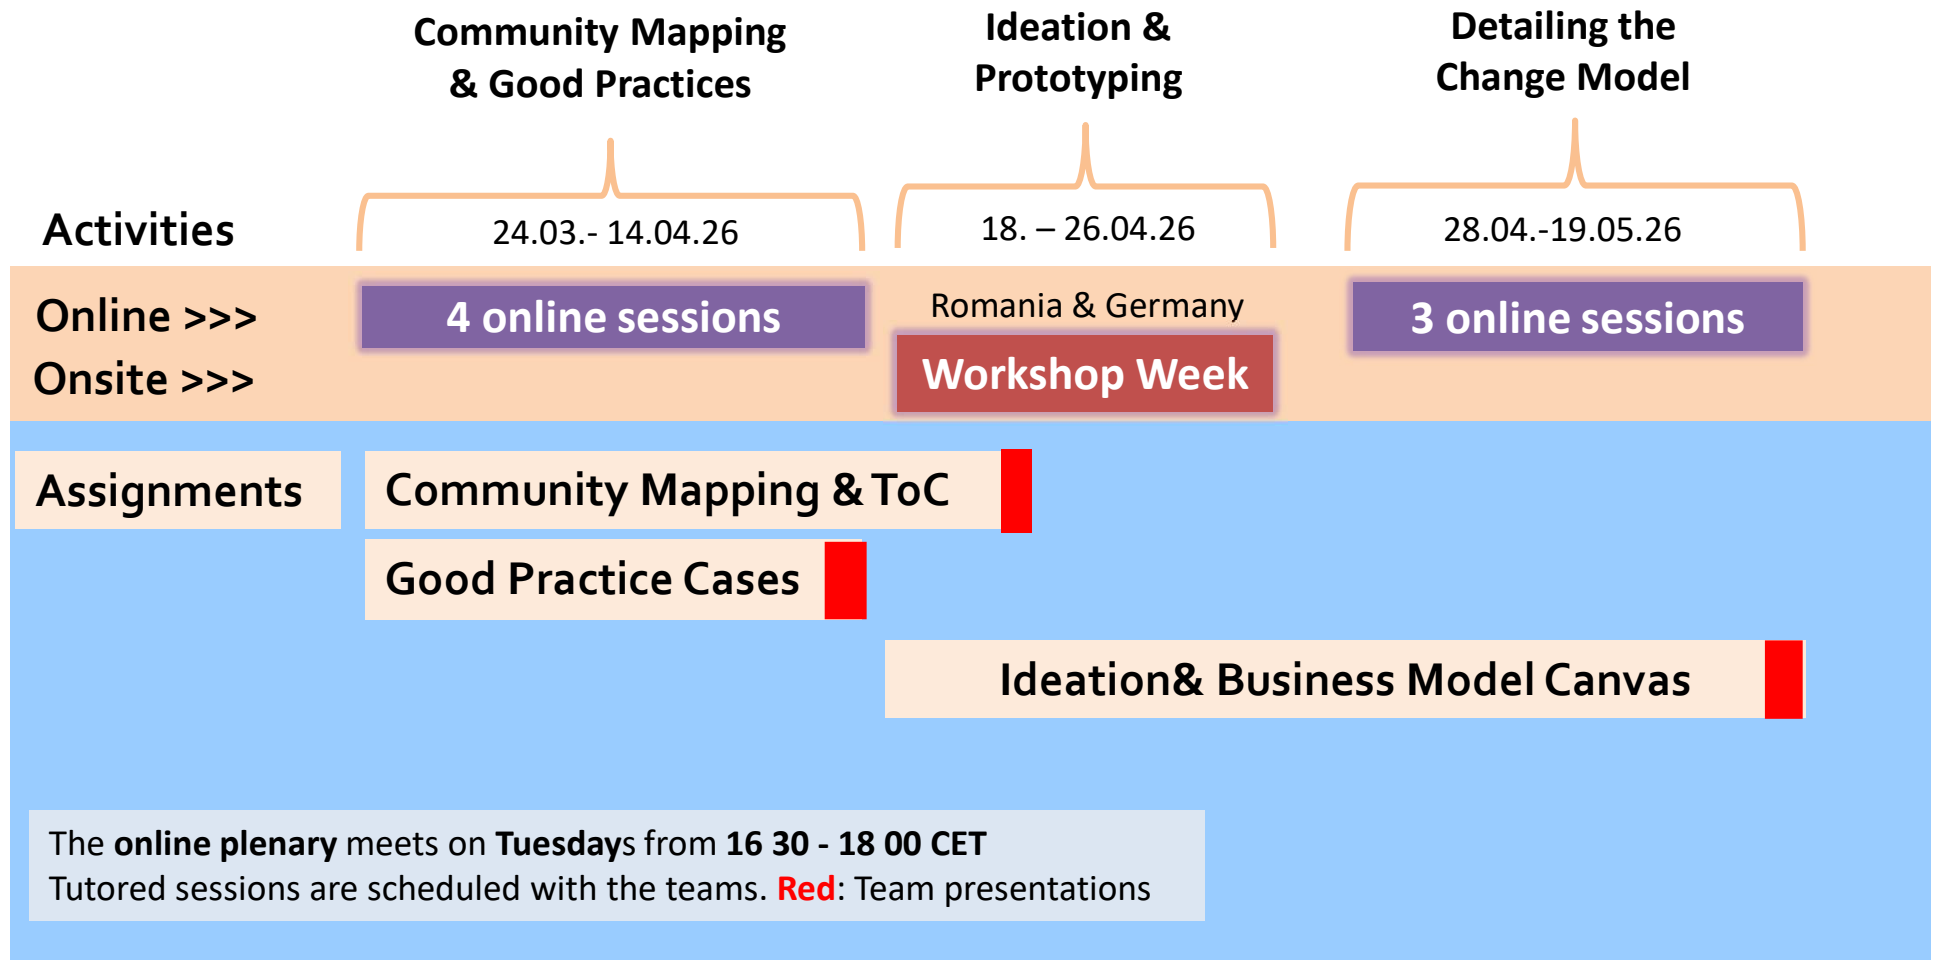 Community Mapping
& Good Practices
Ideation &
Prototyping
Detailing the
Change Model
Activities
24.03.- 14.04.26
18. – 26.04.26
28.04.-19.05.26
Online >>>
4 online sessions
Romania & Germany
3 online sessions
Onsite >>>
Workshop Week
Assignments
Community Mapping & ToC
Good Practice Cases
Ideation& Business Model Canvas
The online plenary meets on Tuesdays from 16 30 - 18 00 CET
Tutored sessions are scheduled with the teams. Red: Team presentations